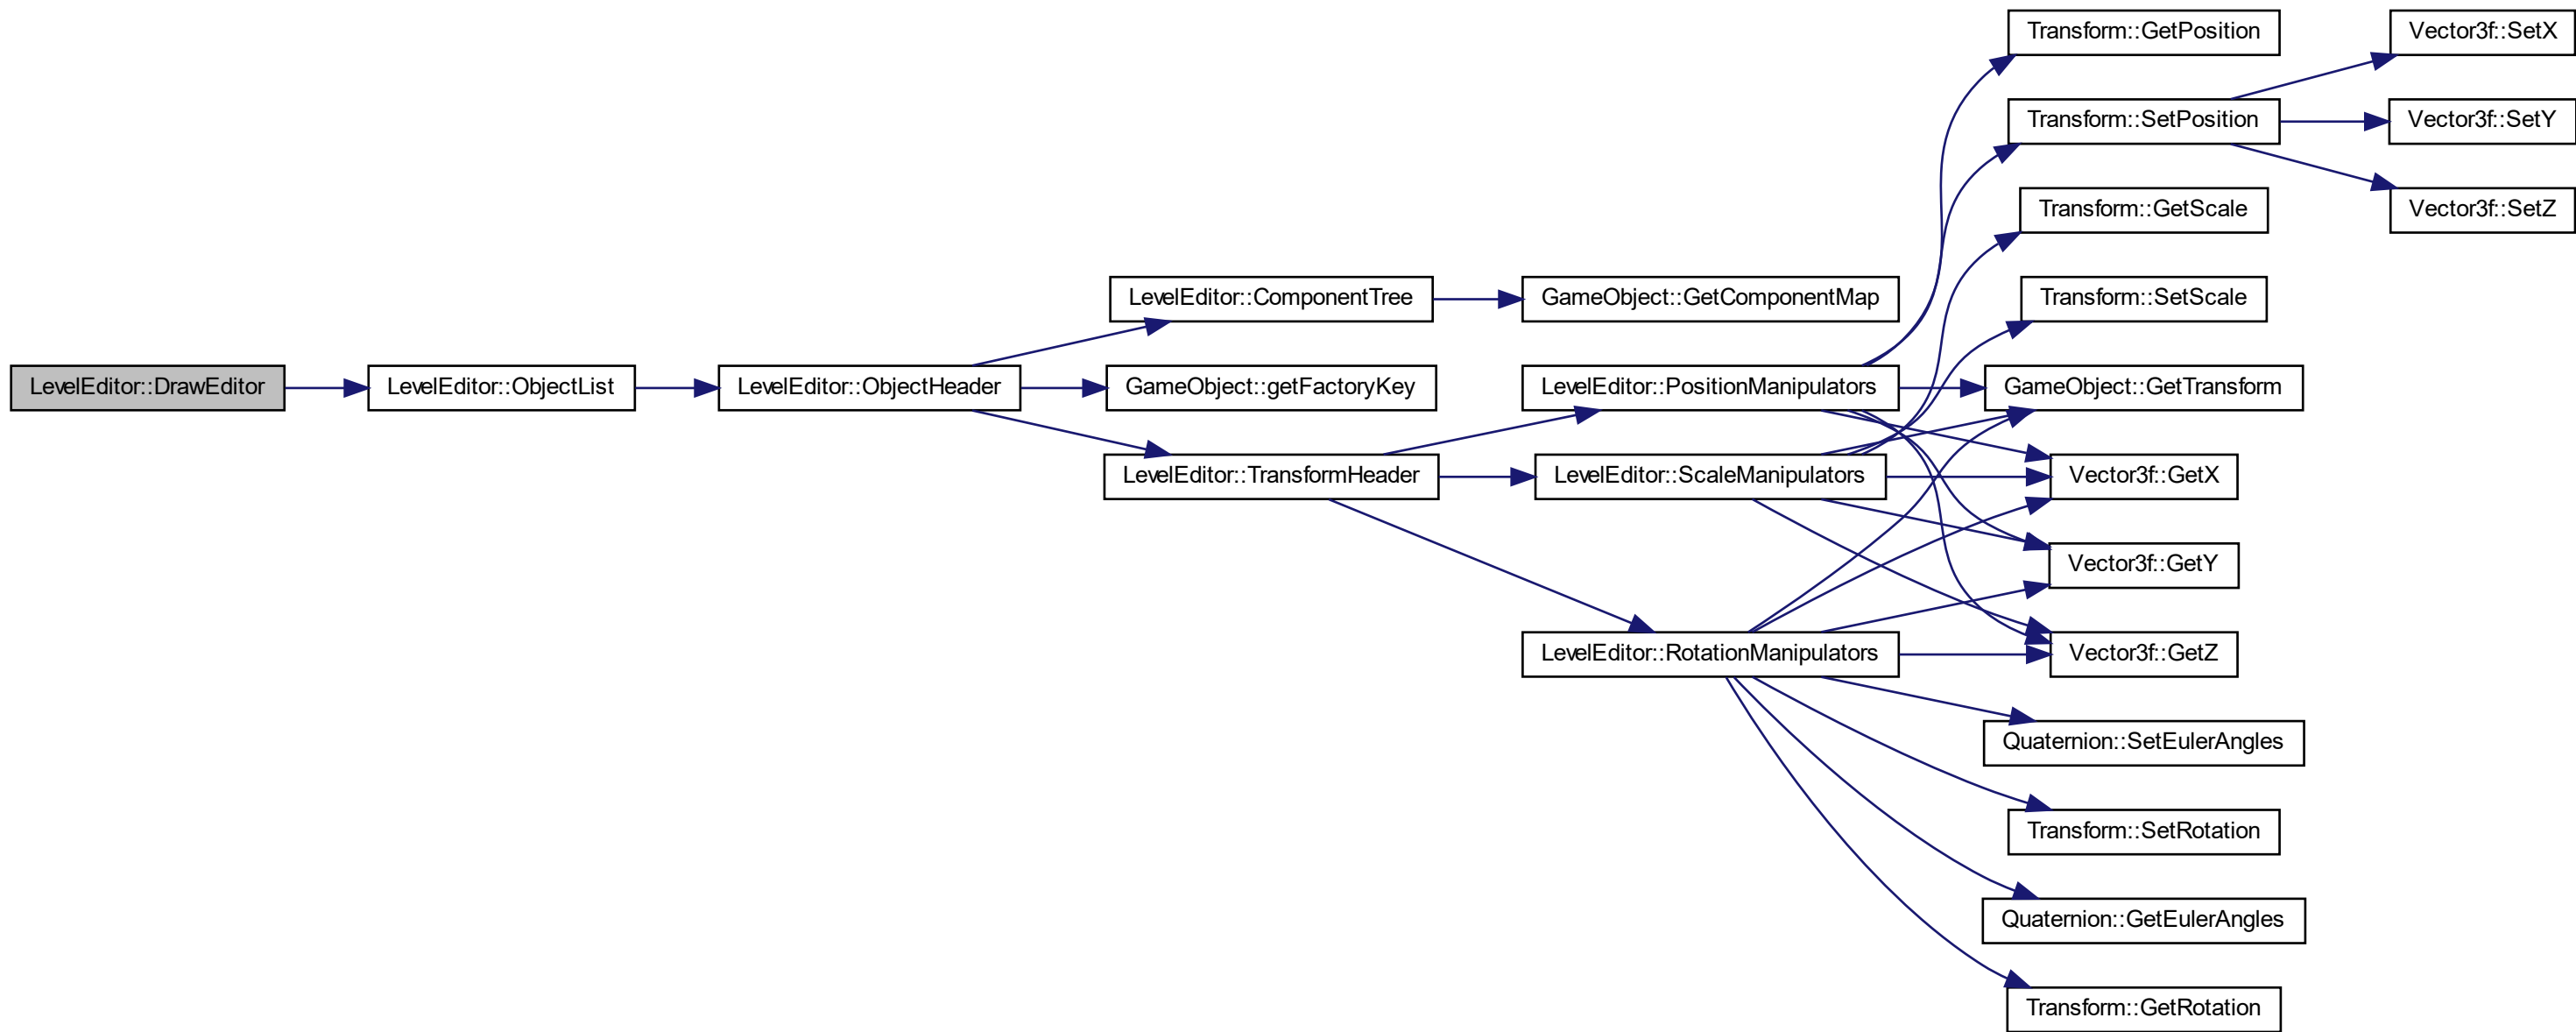 Transform::GetPosition
Vector3f::SetX
Transform::SetPosition
Vector3f::SetY
Transform::GetScale
Vector3f::SetZ
LevelEditor::ComponentTree
GameObject::GetComponentMap
Transform::SetScale
LevelEditor::DrawEditor
LevelEditor::ObjectList
LevelEditor::ObjectHeader
GameObject::getFactoryKey
LevelEditor::PositionManipulators
GameObject::GetTransform
LevelEditor::TransformHeader
LevelEditor::ScaleManipulators
Vector3f::GetX
Vector3f::GetY
LevelEditor::RotationManipulators
Vector3f::GetZ
Quaternion::SetEulerAngles
Transform::SetRotation
Quaternion::GetEulerAngles
Transform::GetRotation